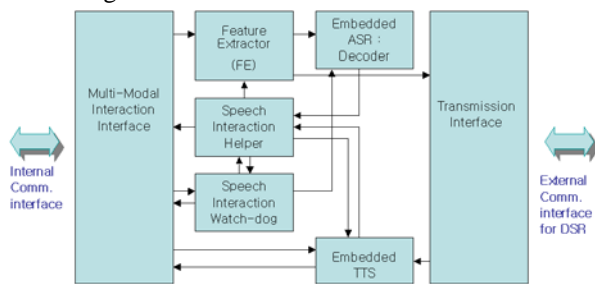 Feature
Extractor
(FE)
Embedded
ASR :
Decoder
Multi-Modal
Interaction
Interface
Speech
Interaction
Helper
Transmission
Interface
Internal
Comm.
interface
Speech
Interaction
Watch-dog
External
Comm.
interface
for DSR
Embedded
TTS